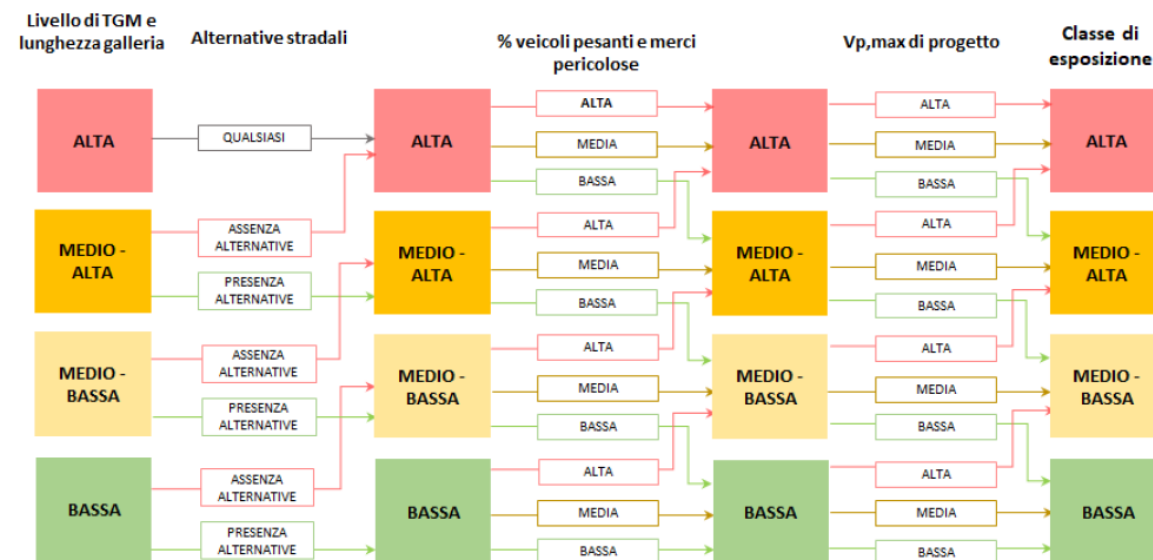 Livello di TGM e
lunghezza galleria
Alternative stradali
% veicoli pesanti e merci
pericolose
Vp,max di progetto
Classe di
esposizione
ALTA
QUALSIASI
ALTA
ALTA
MEDIA
BASSA
ALTA
ALTA
MEDIA
BASSA
ALTA
MEDIO -
ALTA
ASSENZA
ALTERNATIVE
PRESENZA
ALTERNATIVE
MEDIO -
ALTA
ALTA
MEDIA
BASSA
MEDIO -
ALTA
ALTA
MEDIA
BASSA
MEDIO -
ALTA
MEDIO -
BASSA
ASSENZA
ALTERNATIVE
PRESENZA
ALTERNATIVE
MEDIO -
BASSA
ALTA
MEDIA
BASSA
MEDIO -
BASSA
ALTA
MEDIA
BASSA
MEDIO -
BASSA
BASSA
ASSENZA
ALTERNATIVE
PRESENZA
ALTERNATIVE
BASSA
ALTA
MEDIA
BASSA
BASSA
ALTA
MEDIA
BASSA
BASSA